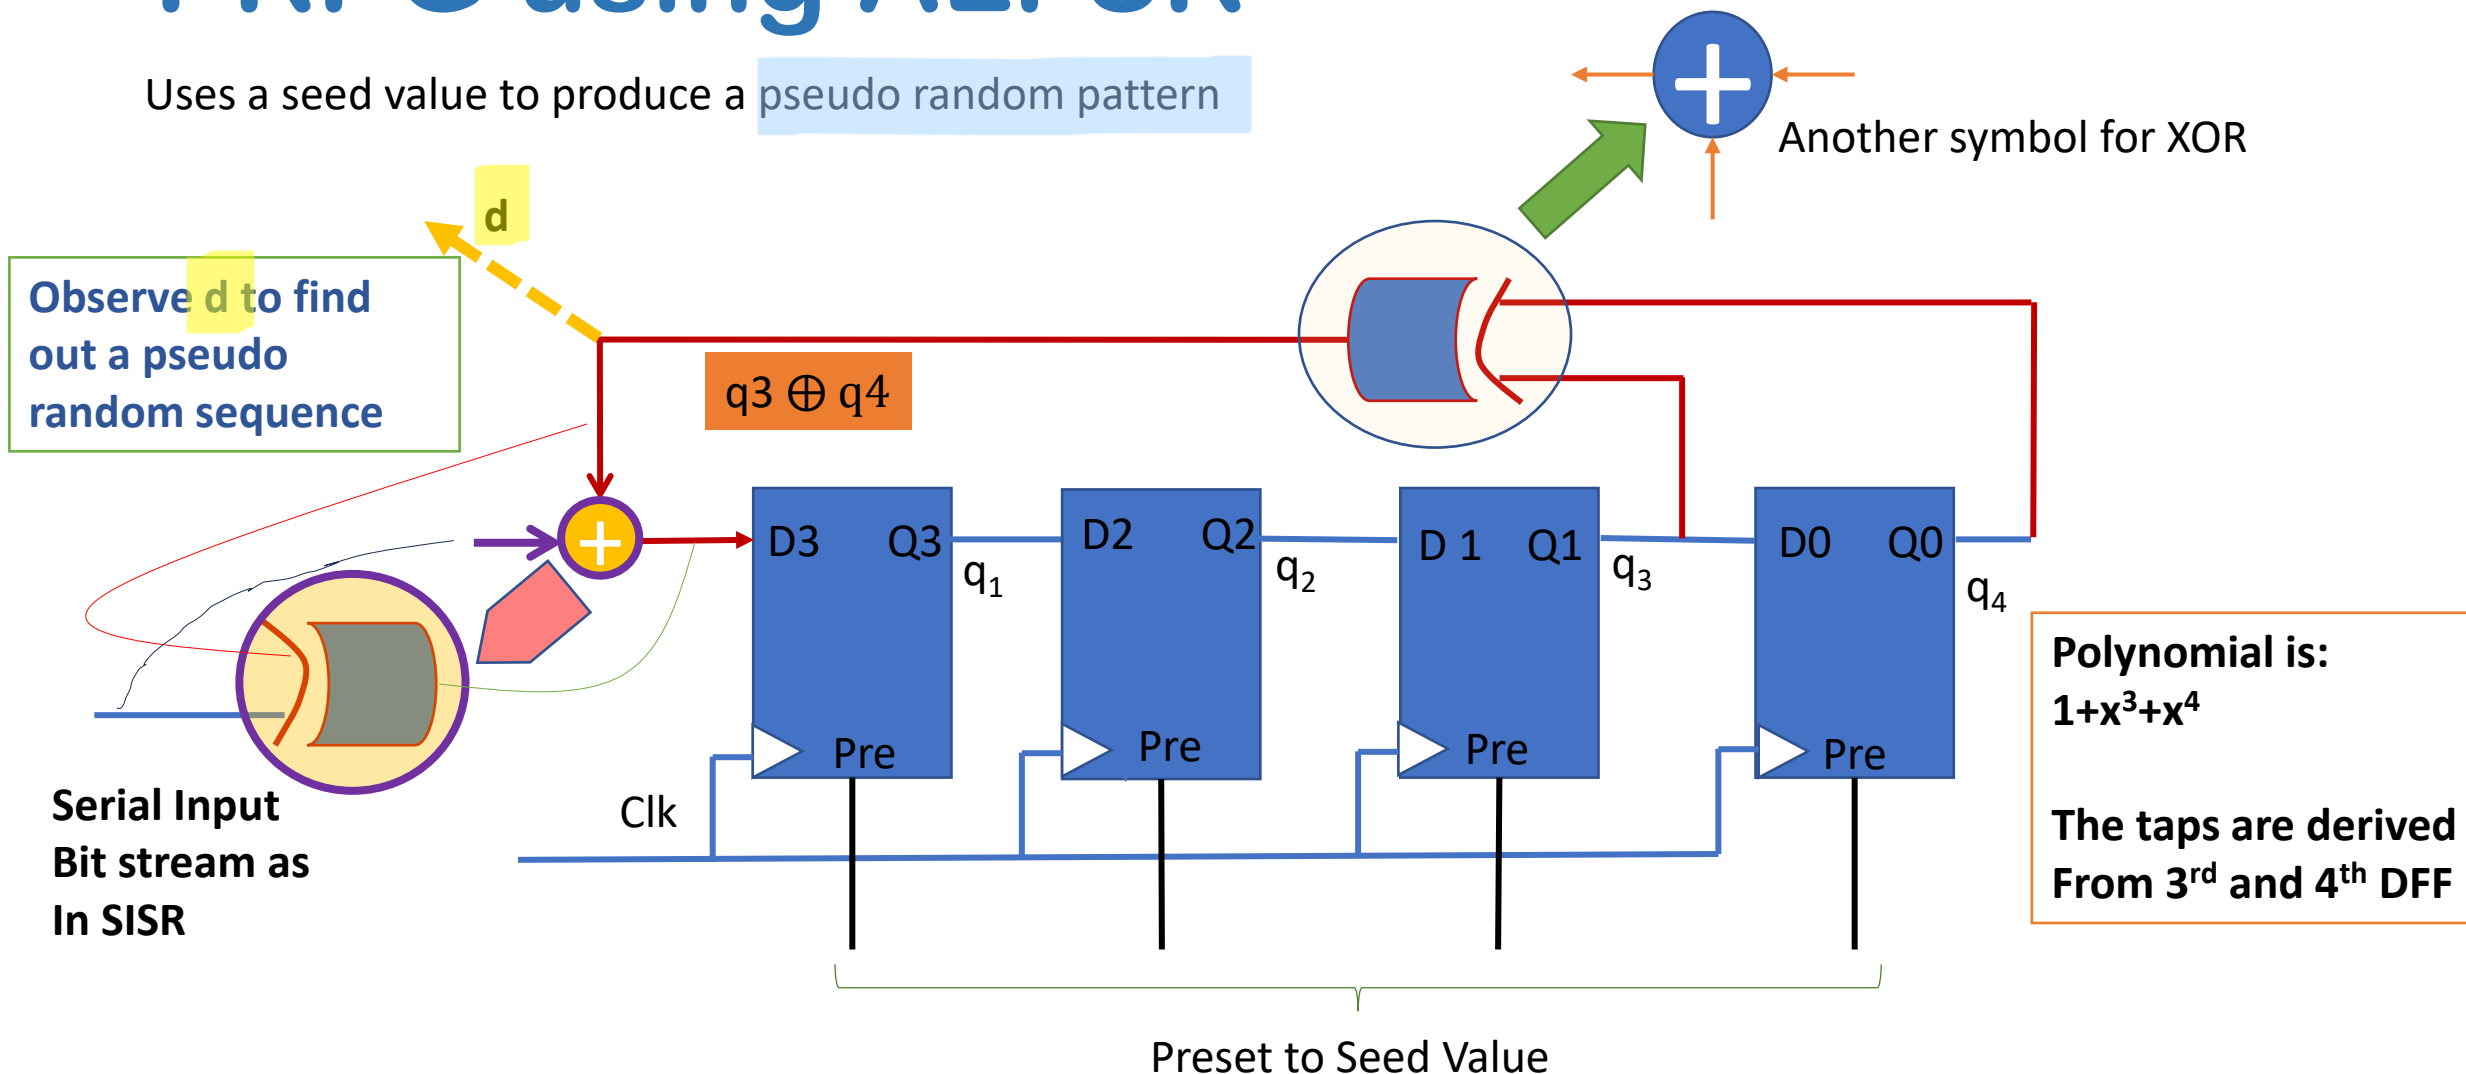 PRPG using ALFSR
Uses a seed value to produce a pseudo random pattern
Another symbol for XOR
d
Observe d to find
out a pseudo
random sequence
q3 ⊕ q4
D3 Q3
D2 Q2
D 1 Q1
D0 Q0
q₁
q₂
q₃
q₄
Pre
Pre
Pre
Pre
Clk
Serial Input
Bit stream as
In SISR
Polynomial is:
1+x³+x⁴
The taps are derived
From 3ʳᵈ and 4ᵗʰ DFF
Preset to Seed Value